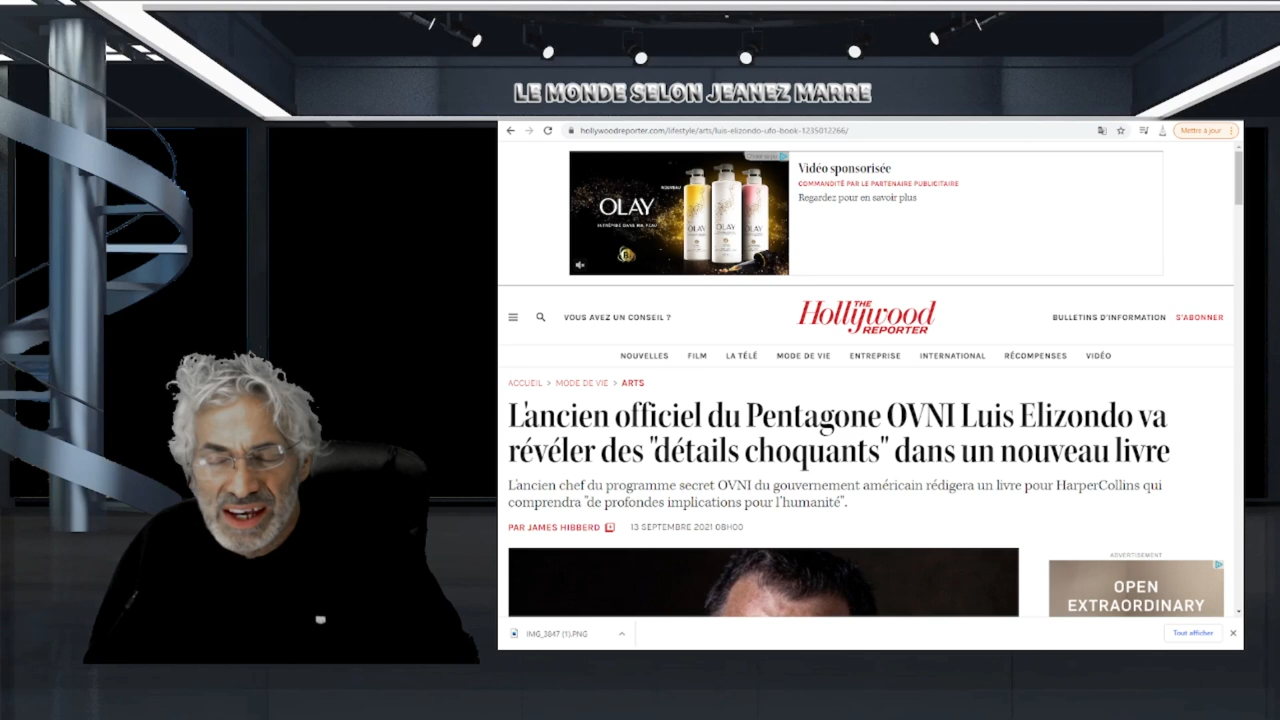 LE MONDE SELON JEANEZ MARRE
hollywoodreporter.com/lifestyle/arts/luis-elizondo-ufo-book-1235012266/
Mettre à jour
NOUVEAU
OLAY
OLAY
OLAY
OLAY
Vidéo sponsorisée
COMMANDITÉ PAR LE PARTENAIRE PUBLICITAIRE
Regardez pour en savoir plus
VOUS AVEZ UN CONSEIL ?
THE
Hollywood
REPORTER
BULLETINS D'INFORMATION S'ABONNER
NOUVELLES FILM LA TÉLÉ MODE DE VIE ENTREPRISE INTERNATIONAL RÉCOMPENSES VIDÉO
ACCUEIL > MODE DE VIE > ARTS
L'ancien officiel du Pentagone OVNI Luis Elizondo va
révéler des "détails choquants" dans un nouveau livre
L'ancien chef du programme secret OVNI du gouvernement américain rédigera un livre pour HarperCollins qui
comprendra "de profondes implications pour l'humanité".
PAR JAMES HIBBERD 13 SEPTEMBRE 2021 08H00
ADVERTISEMENT
OPEN
EXTRAORDINARY
IMG_3847 (1).PNG
Tout afficher